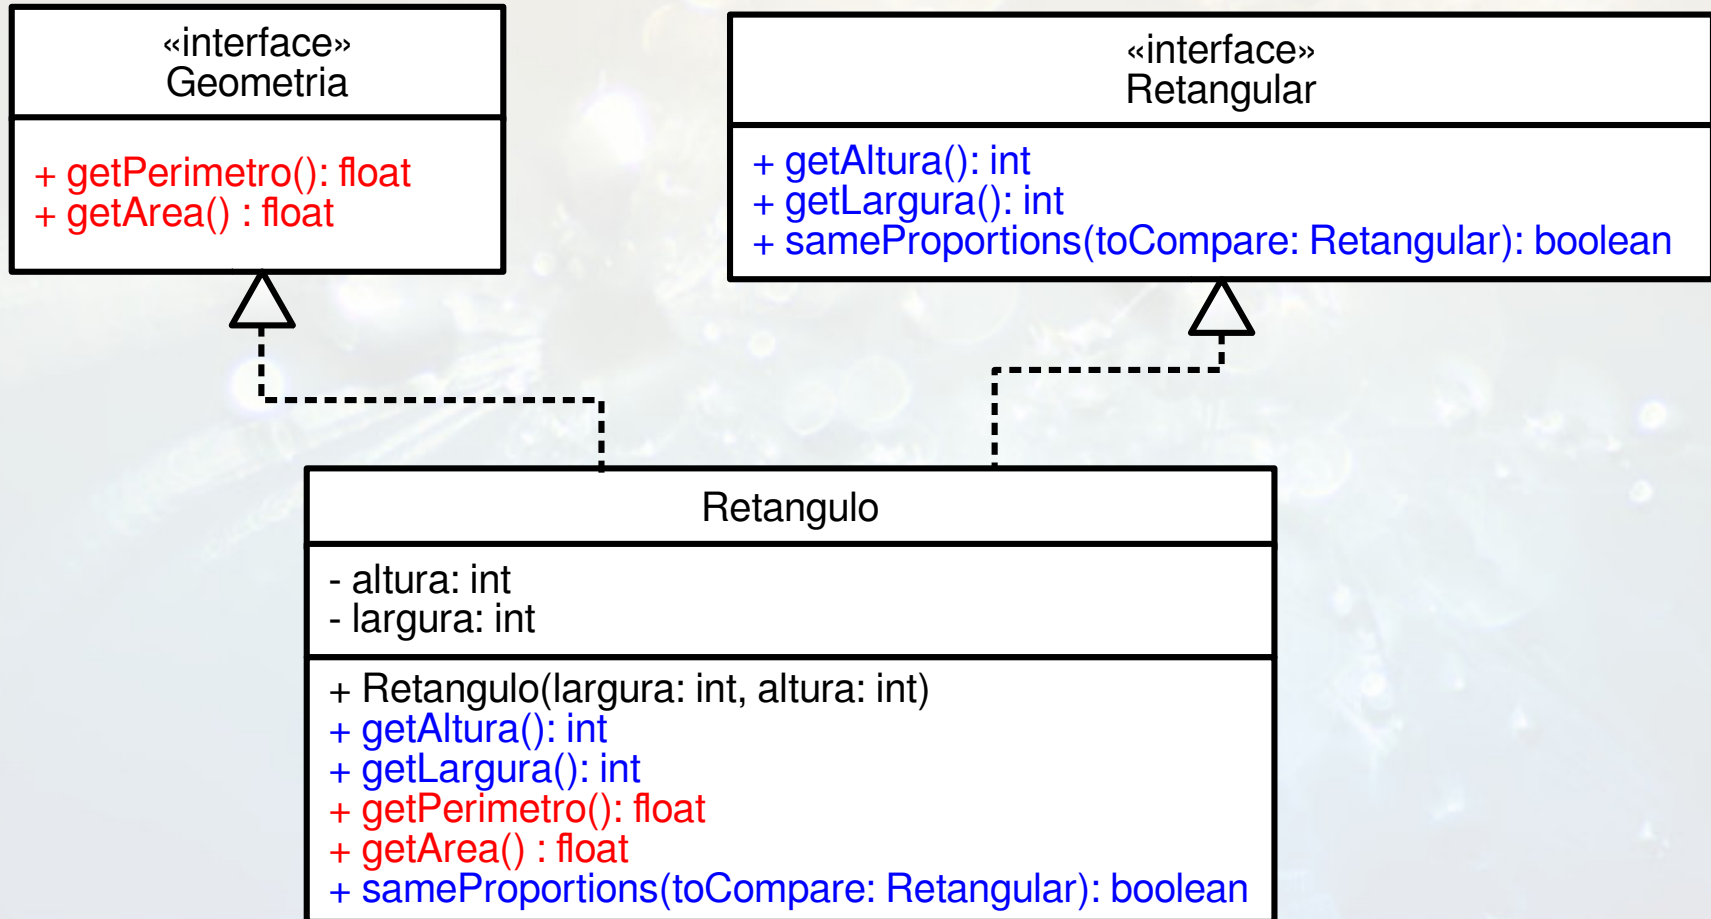 «interface»
Geometria
+ getPerimetro(): float
+ getArea() : float
«interface»
Retangular
+ getAltura(): int
+ getLargura(): int
+ sameProportions(toCompare: Retangular): boolean
Retangulo
- altura: int
- largura: int
+ Retangulo(largura: int, altura: int)
+ getAltura(): int
+ getLargura(): int
+ getPerimetro(): float
+ getArea() : float
+ sameProportions(toCompare: Retangular): boolean